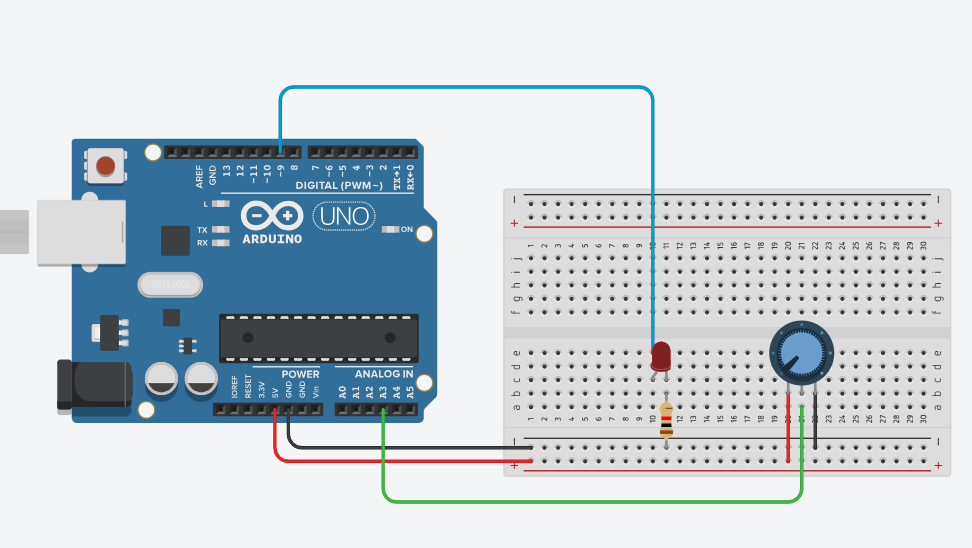 AREF GND 13 12 ~11 ~10 ~9 8 7 ~6 ~5 4 ~3 2 TX→1 RX←0
DIGITAL (PWM~)
L
TX
RX
UNO
ARDUINO
ON
POWER
ANALOG IN
IOREF RESET 3.3V 5V GND GND Vin A0 A1 A2 A3 A4 A5
- -
+ +
1 2 3 4 5 6 7 8 9 10 11 12 13 14 15 16 17 18 19 20 21 22 23 24 25 26 27 28 29 30
j j
i i
h h
g g
f f
e e
d d
c c
b b
a a
1 2 3 4 5 6 7 8 9 10 11 12 13 14 15 16 17 18 19 20 21 22 23 24 25 26 27 28 29 30
- -
+ +